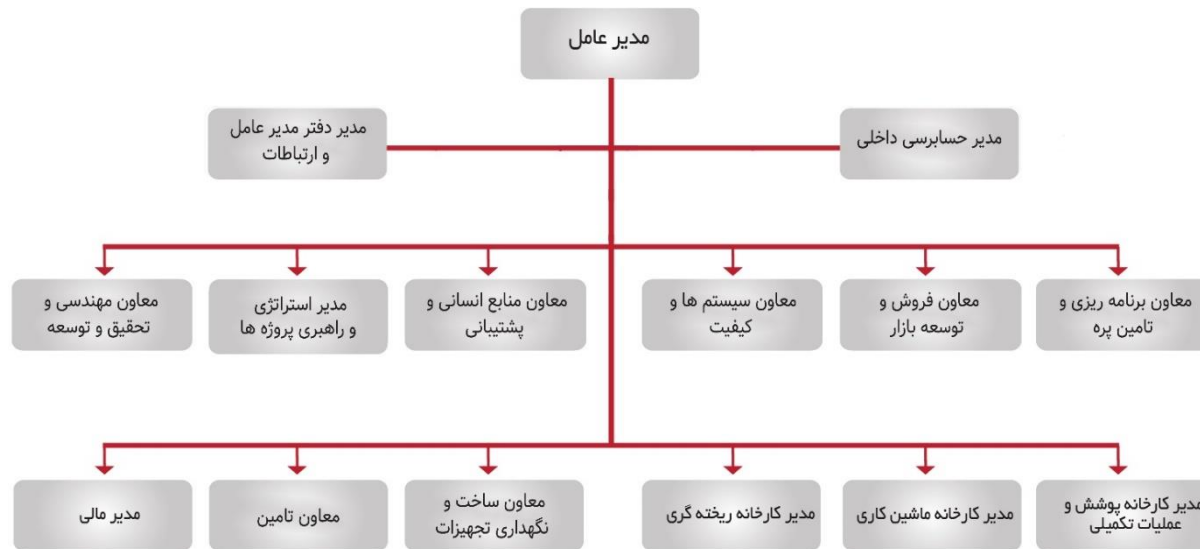 مدیر عامل
مدیر حسابرسی داخلی
مدیر دفتر مدیر عامل
و ارتباطات
معاون برنامه ریزی و
تامین پره
معاون فروش و
توسعه بازار
معاون سیستم ها و
کیفیت
معاون منابع انسانی و
پشتیبانی
مدیر استراتژی
و راهبری پروژه ها
معاون مهندسی و
تحقیق و توسعه
مدیر کارخانه پوشش و
عملیات تکمیلی
مدیر کارخانه ماشین کاری
مدیر کارخانه ریخته گری
معاون ساخت و
نگهداری تجهیزات
معاون تامین
مدیر مالی